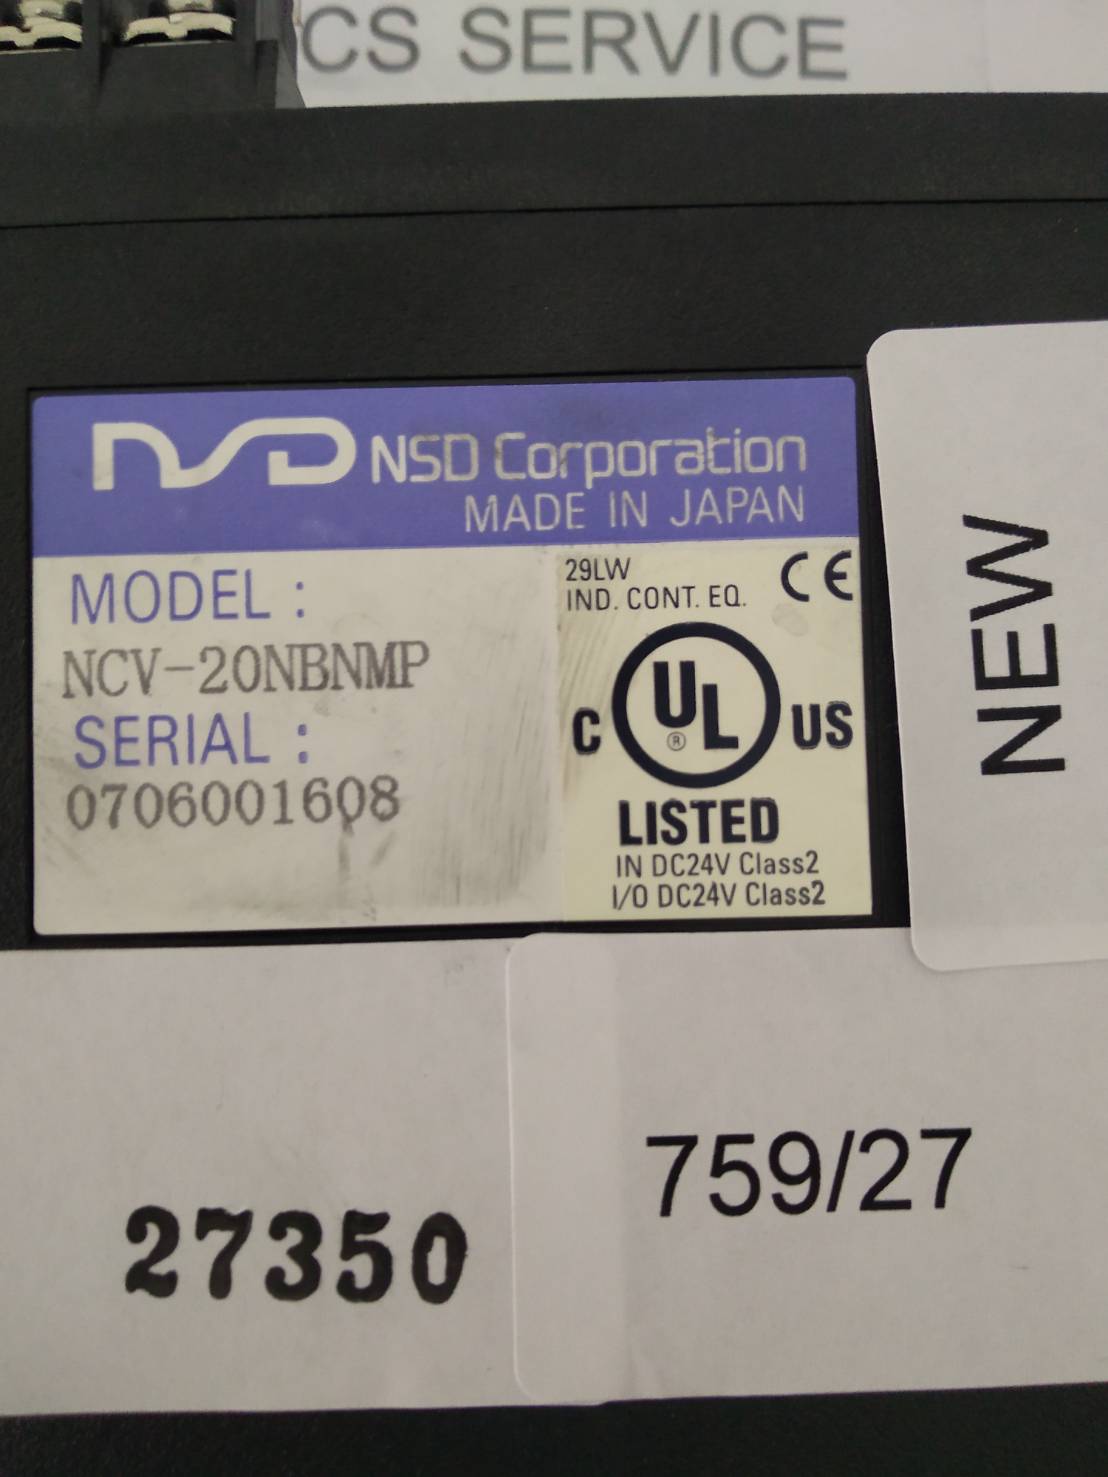 CS SERVICE
NSD NSD Corporation
MADE IN JAPAN
MODEL :
NCV-20NBNMP
SERIAL :
0706001608
29LW
IND. CONT. EQ.
CE
C UL ® US
LISTED
IN DC24V Class2
I/O DC24V Class2
NEW
27350
759/27